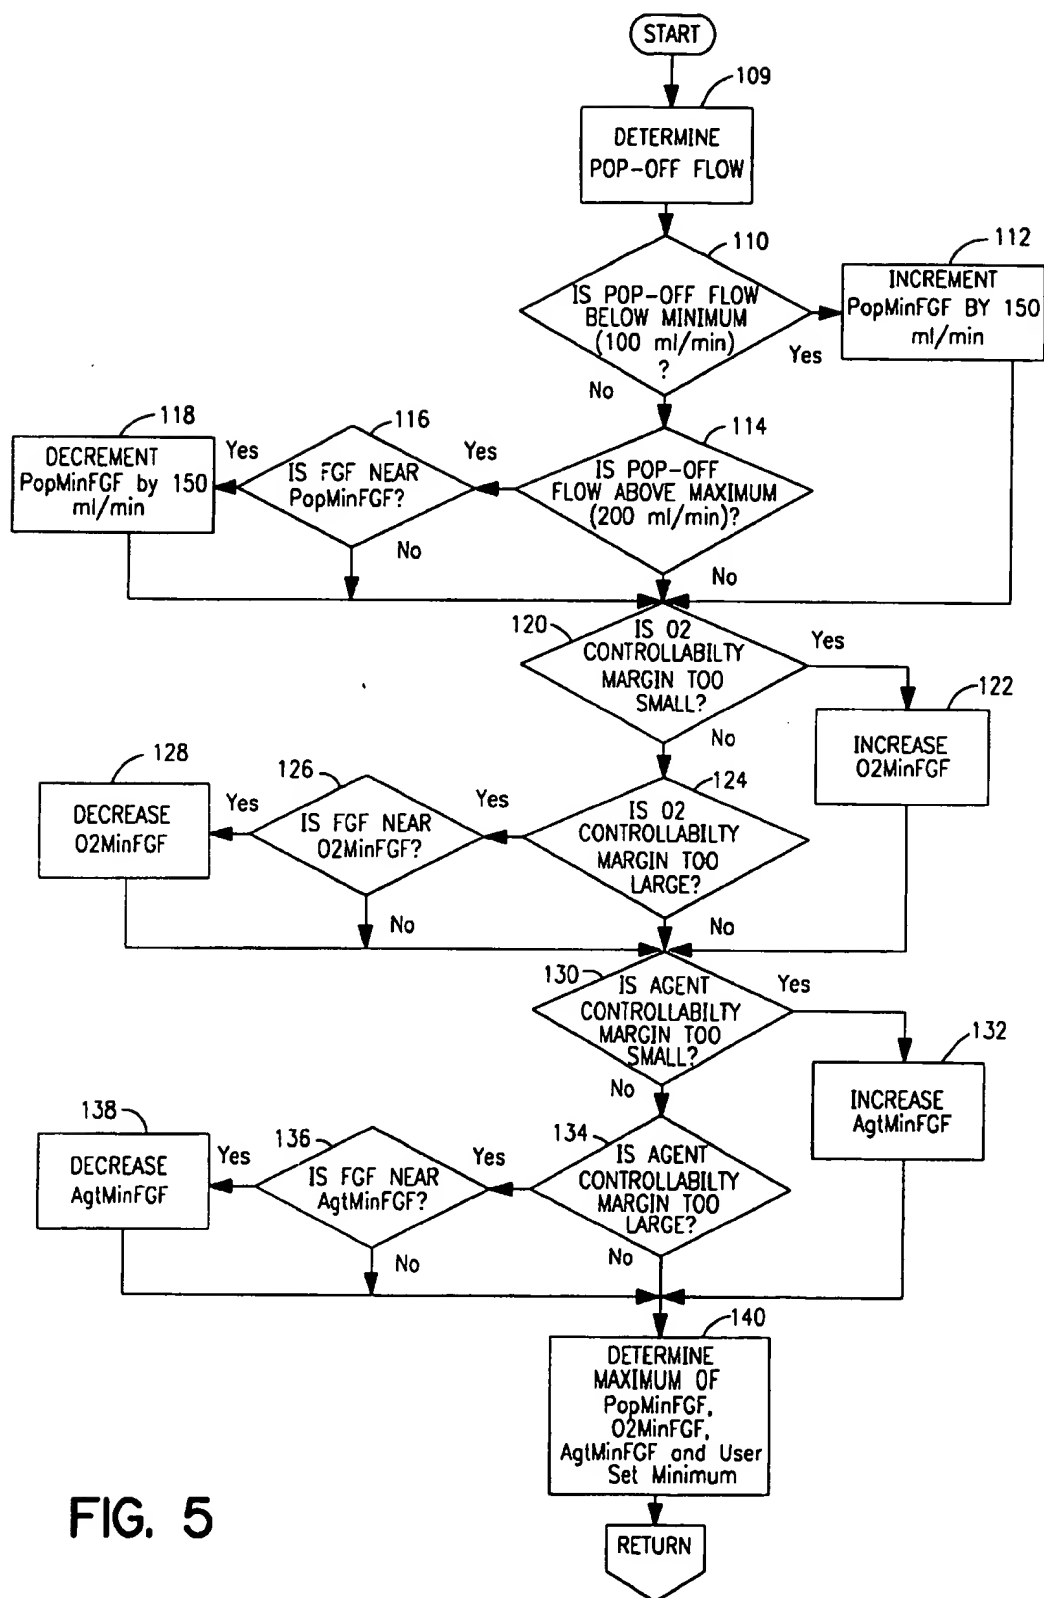 START
109
DETERMINE
POP-OFF FLOW
110
IS POP-OFF FLOW
BELOW MINIMUM
(100 ml/min)
?
Yes
No
112
INCREMENT
PopMinFGF BY 150
ml/min
114
IS POP-OFF
FLOW ABOVE MAXIMUM
(200 ml/min)?
Yes
No
116
IS FGF NEAR
PopMinFGF?
Yes
No
118
DECREMENT
PopMinFGF by 150
ml/min
120
IS O2
CONTROLLABILTY
MARGIN TOO
SMALL?
Yes
No
122
INCREASE
O2MinFGF
124
IS O2
CONTROLLABILTY
MARGIN TOO
LARGE?
Yes
No
126
IS FGF NEAR
O2MinFGF?
Yes
No
128
DECREASE
O2MinFGF
130
IS AGENT
CONTROLLABILTY
MARGIN TOO
SMALL?
Yes
No
132
INCREASE
AgtMinFGF
134
IS AGENT
CONTROLLABILTY
MARGIN TOO
LARGE?
Yes
No
136
IS FGF NEAR
AgtMinFGF?
Yes
No
138
DECREASE
AgtMinFGF
140
DETERMINE
MAXIMUM OF
PopMinFGF,
O2MinFGF,
AgtMinFGF and User
Set Minimum
RETURN
FIG. 5